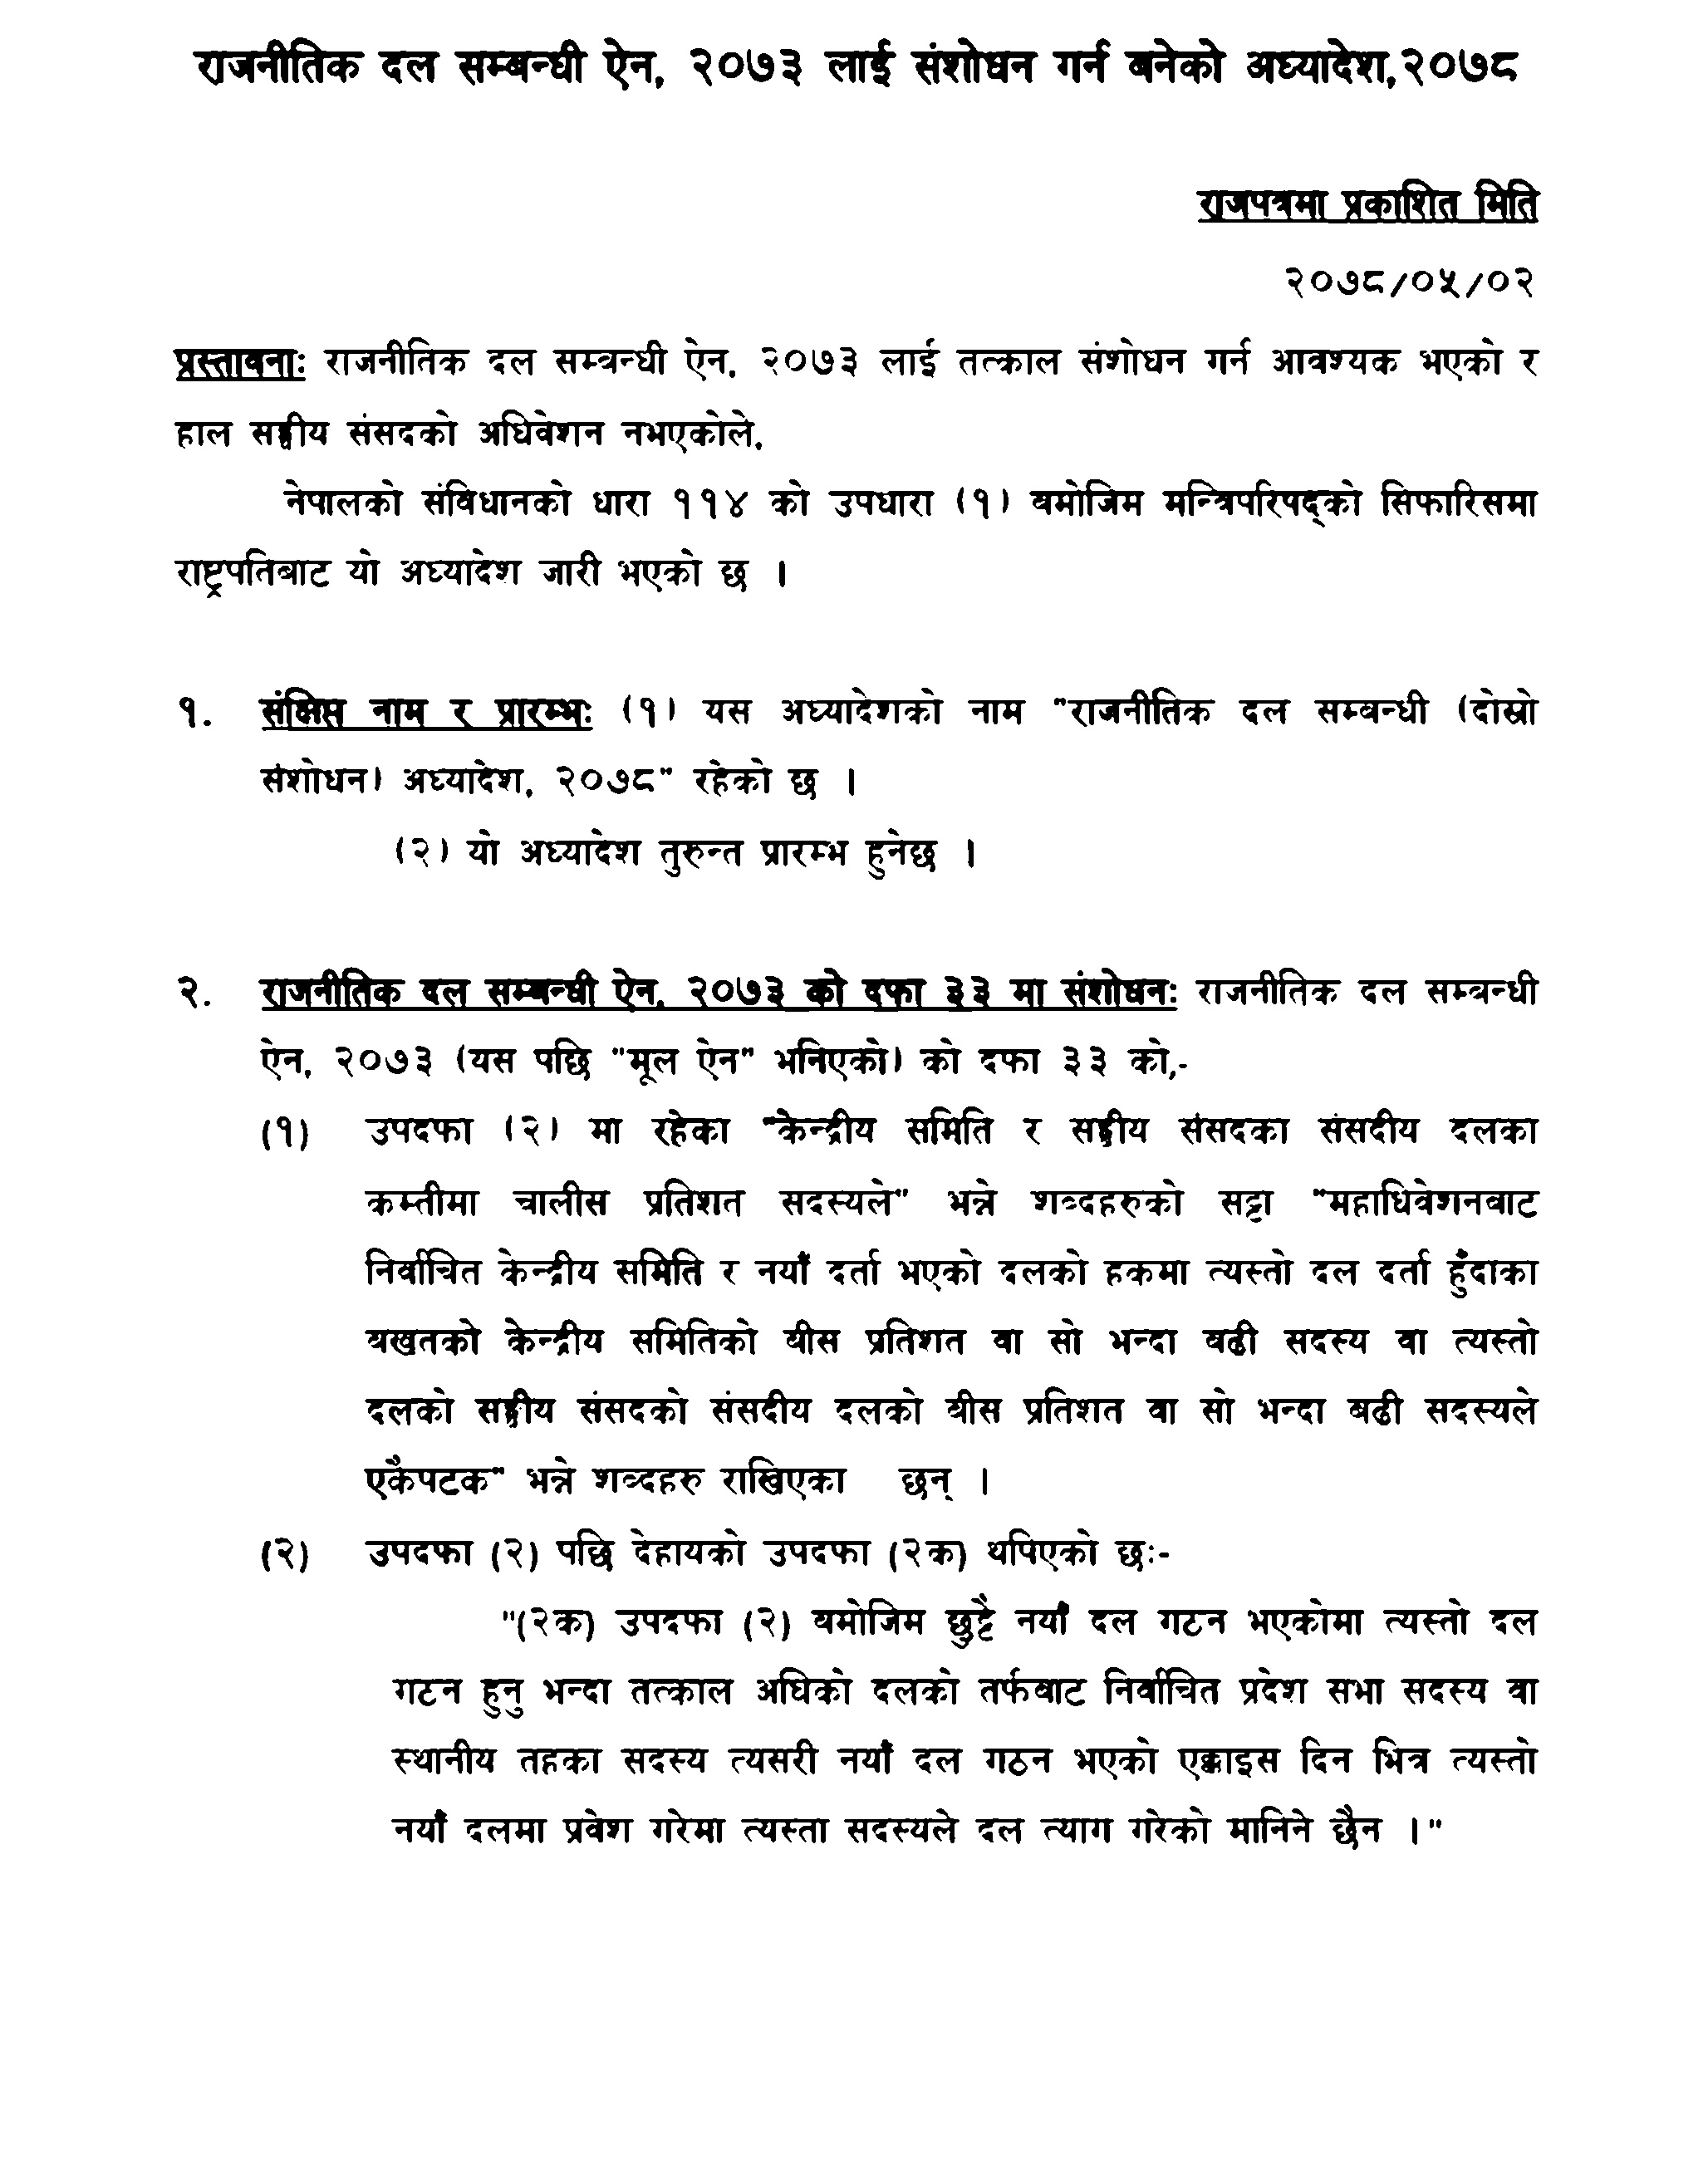 राजनीतिक दल सम्बन्धी ऐन, २०७३ लाई संशोधन गर्न बनेको अध्यादेश,२०७८
राजपत्रमा प्रकाशित मिति
२०७८/०५/०२
प्रस्तावनाः राजनीतिक दल सम्बन्धी ऐन, २०७३ लाई तत्काल संशोधन गर्न आवश्यक भएको र
हाल सङ्घीय संसदको अधिवेशन नभएकोले,
नेपालको संविधानको धारा ११४ को उपधारा (१) बमोजिम मन्त्रिपरिषद्को सिफारिसमा
राष्ट्रपतिबाट यो अध्यादेश जारी भएको छ ।
१. संक्षिप्त नाम र प्रारम्भः (१) यस अध्यादेशको नाम "राजनीतिक दल सम्बन्धी (दोस्रो
संशोधन) अध्यादेश, २०७८" रहेको छ ।
(२) यो अध्यादेश तुरुन्त प्रारम्भ हुनेछ ।
२. राजनीतिक दल सम्बन्धी ऐन, २०७३ को दफा ३३ मा संशोधनः राजनीतिक दल सम्बन्धी
ऐन, २०७३ (यस पछि "मूल ऐन" भनिएको) को दफा ३३ को,-
(१) उपदफा (२) मा रहेका "केन्द्रीय समिति र सङ्घीय संसदका संसदीय दलका
कम्तीमा चालीस प्रतिशत सदस्यले" भन्ने शब्दहरुको सट्टा "महाधिवेशनबाट
निर्वाचित केन्द्रीय समिति र नयाँ दर्ता भएको दलको हकमा त्यस्तो दल दर्ता हुँदाका
बखतको केन्द्रीय समितिको बीस प्रतिशत वा सो भन्दा बढी सदस्य वा त्यस्तो
दलको सङ्घीय संसदको संसदीय दलको बीस प्रतिशत वा सो भन्दा बढी सदस्यले
एकैपटक" भन्ने शब्दहरु राखिएका छन् ।
(२) उपदफा (२) पछि देहायको उपदफा (२क) थपिएको छः-
"(२क) उपदफा (२) बमोजिम छुट्टै नयाँ दल गटन भएकोमा त्यस्तो दल
गटन हुनु भन्दा तत्काल अघिको दलको तर्फबाट निर्वाचित प्रदेश सभा सदस्य वा
स्थानीय तहका सदस्य त्यसरी नयाँ दल गठन भएको एक्काइस दिन भित्र त्यस्तो
नयाँ दलमा प्रवेश गरेमा त्यस्ता सदस्यले दल त्याग गरेको मानिने छैन ।"